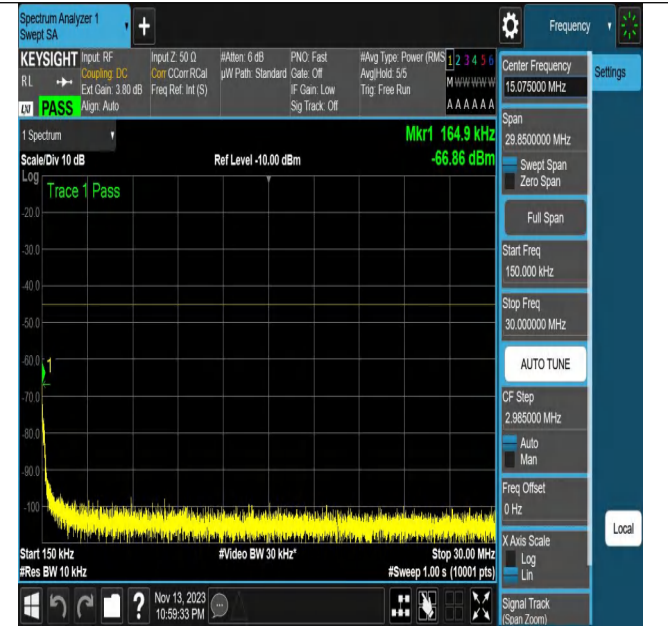 Spectrum Analyzer 1
Swept SA
+
Frequency
KEYSIGHT
RL
LXI
PASS
Input: RF
Coupling: DC
Ext Gain: 3.80 dB
Align: Auto
Input Z: 50 Ω
Corr CCorr RCal
Freq Ref: Int (S)
#Atten: 6 dB
µW Path: Standard
PNO: Fast
Gate: Off
IF Gain: Low
Sig Track: Off
#Avg Type: Power (RMS
Avg|Hold: 5/5
Trig: Free Run
1 2 3 4 5 6
M W W W W W
A A A A A A
1 Spectrum
Scale/Div 10 dB
Ref Level -10.00 dBm
Mkr1 164.9 kHz
-66.86 dBm
Log
Trace 1 Pass
-20.0
-30.0
-40.0
-50.0
-60.0
1
-70.0
-80.0
-90.0
-100
Start 150 kHz
#Video BW 30 kHz*
Stop 30.00 MHz
#Res BW 10 kHz
#Sweep 1.00 s (10001 pts)
?
Nov 13, 2023
10:59:33 PM
Center Frequency
15.075000 MHz
Settings
Span
29.8500000 MHz
Swept Span
Zero Span
Full Span
Start Freq
150.000 kHz
Stop Freq
30.000000 MHz
AUTO TUNE
CF Step
2.985000 MHz
Auto
Man
Freq Offset
0 Hz
X Axis Scale
Log
Lin
Local
Signal Track
(Span Zoom)